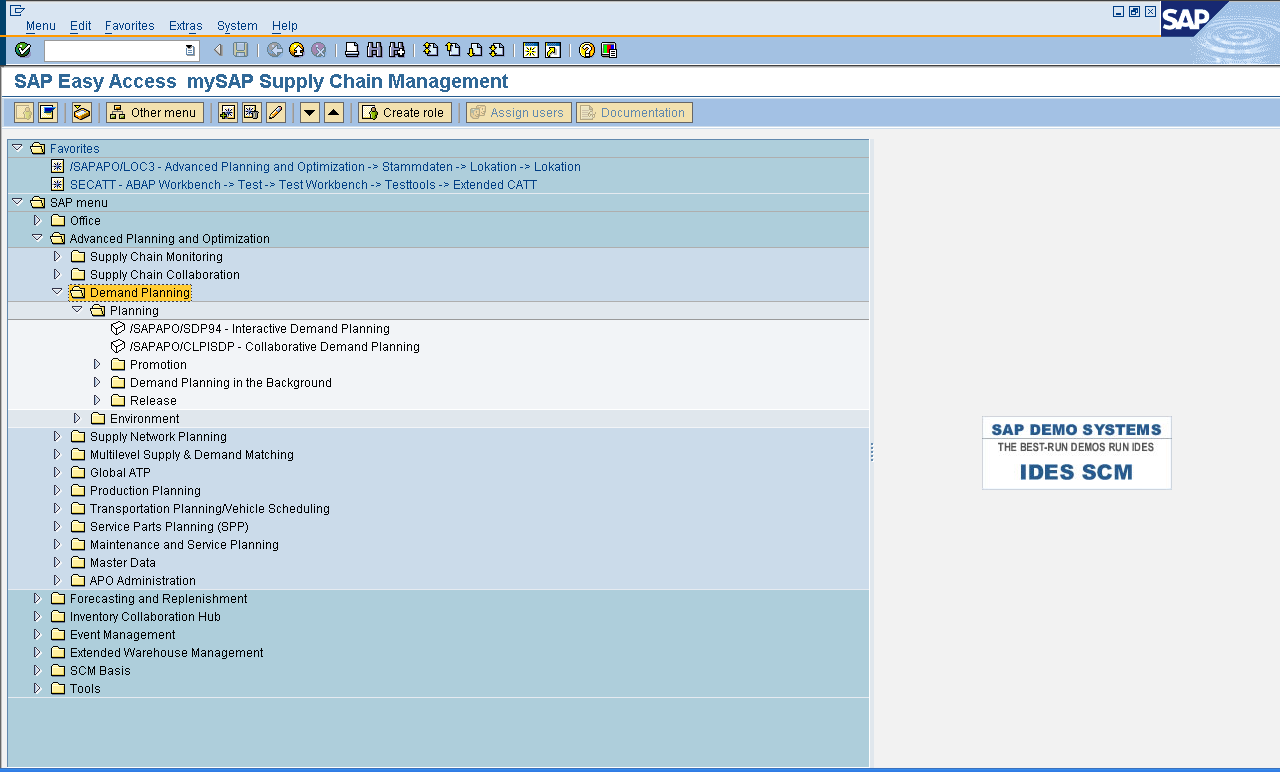 Menu Edit Favorites Extras System Help
SAP
SAP Easy Access mySAP Supply Chain Management
Other menu Create role Assign users Documentation
Favorites
/SAPAPO/LOC3 - Advanced Planning and Optimization -> Stammdaten -> Lokation -> Lokation
SECATT - ABAP Workbench -> Test -> Test Workbench -> Testtools -> Extended CATT
SAP menu
Office
Advanced Planning and Optimization
Supply Chain Monitoring
Supply Chain Collaboration
Demand Planning
Planning
/SAPAPO/SDP94 - Interactive Demand Planning
/SAPAPO/CLPISDP - Collaborative Demand Planning
Promotion
Demand Planning in the Background
Release
Environment
Supply Network Planning
Multilevel Supply & Demand Matching
Global ATP
Production Planning
Transportation Planning/Vehicle Scheduling
Service Parts Planning (SPP)
Maintenance and Service Planning
Master Data
APO Administration
Forecasting and Replenishment
Inventory Collaboration Hub
Event Management
Extended Warehouse Management
SCM Basis
Tools
SAP DEMO SYSTEMS
THE BEST-RUN DEMOS RUN IDES
IDES SCM